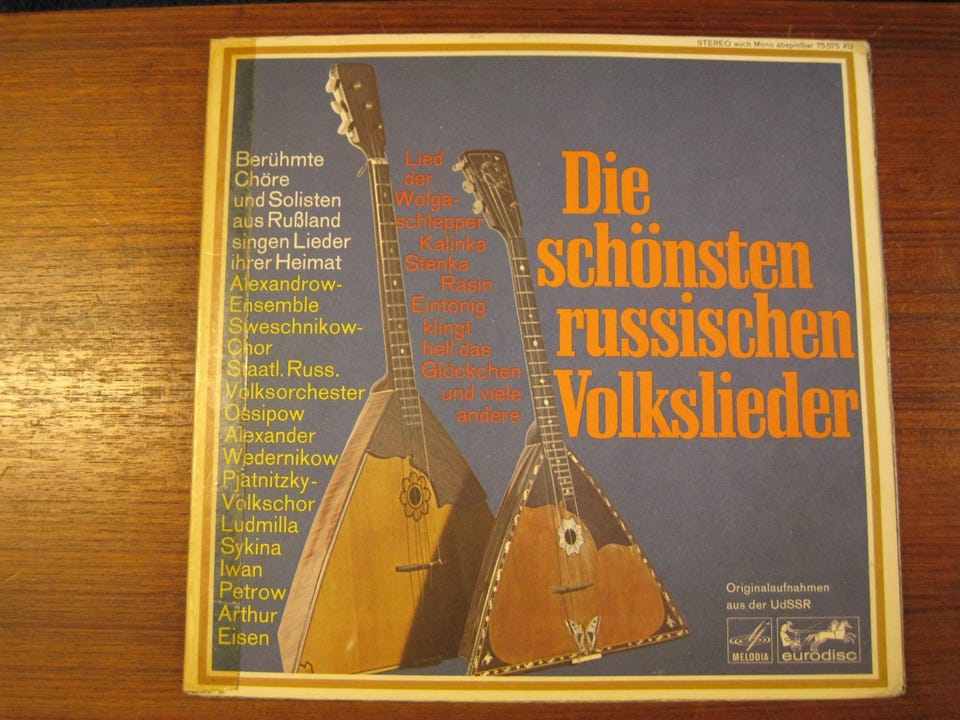 STEREO auch Mono abspielbar 75 575 XU
Berühmte
Chöre
und Solisten
aus Rußland
singen Lieder
ihrer Heimat
Alexandrow-
Ensemble
Sweschnikow-
Chor
Staatl. Russ.
Volksorchester
Ossipow
Alexander
Wedernikow
Pjatnitzky-
Volkschor
Ludmilla
Sykina
Iwan
Petrow
Arthur
Eisen
Lied
der
Wolga-
schlepper
Kalinka
Stenka
Rasin
Eintönig
klingt
hell das
Glöckchen
und viele
andere
Die
schönsten
russischen
Volkslieder
Originalaufnahmen
aus der UdSSR
MELODIA
eurodisc